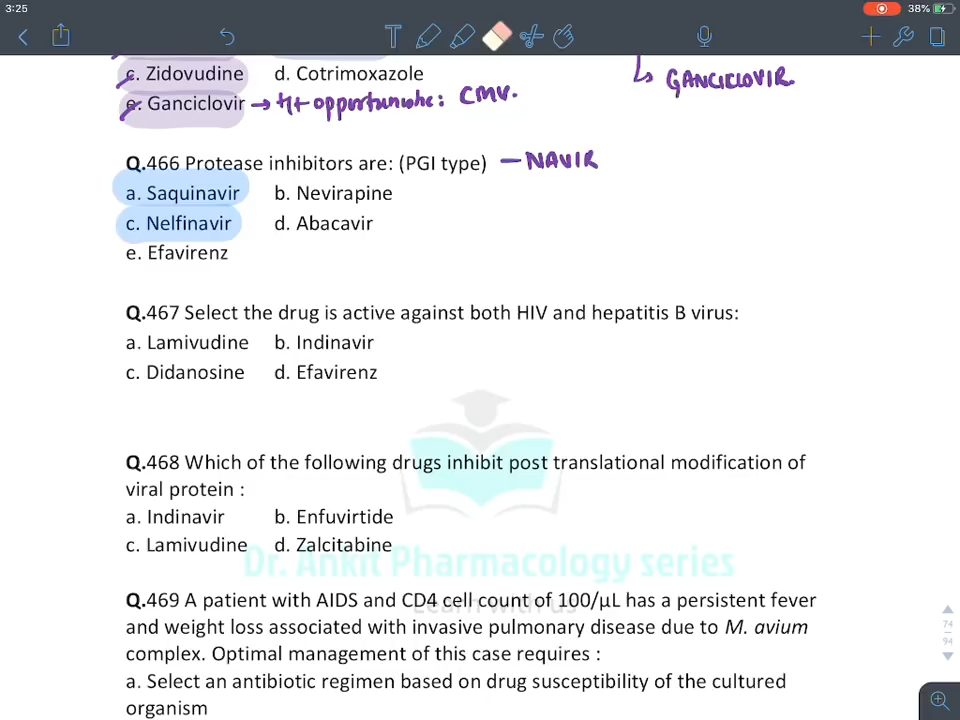 3:25
38%
c. Zidovudine d. Cotrimoxazole
↳ GANCICLOVIR
e. Ganciclovir → t/t opportunistic: CMV.
Q.466 Protease inhibitors are: (PGI type) – NAVIR
a. Saquinavir b. Nevirapine
c. Nelfinavir d. Abacavir
e. Efavirenz
Q.467 Select the drug is active against both HIV and hepatitis B virus:
a. Lamivudine b. Indinavir
c. Didanosine d. Efavirenz
Q.468 Which of the following drugs inhibit post translational modification of
viral protein :
a. Indinavir b. Enfuvirtide
c. Lamivudine d. Zalcitabine
Dr. Ankit Pharmacology series
Learn with us
Q.469 A patient with AIDS and CD4 cell count of 100/µL has a persistent fever
and weight loss associated with invasive pulmonary disease due to M. avium
complex. Optimal management of this case requires :
a. Select an antibiotic regimen based on drug susceptibility of the cultured
organism
74
94